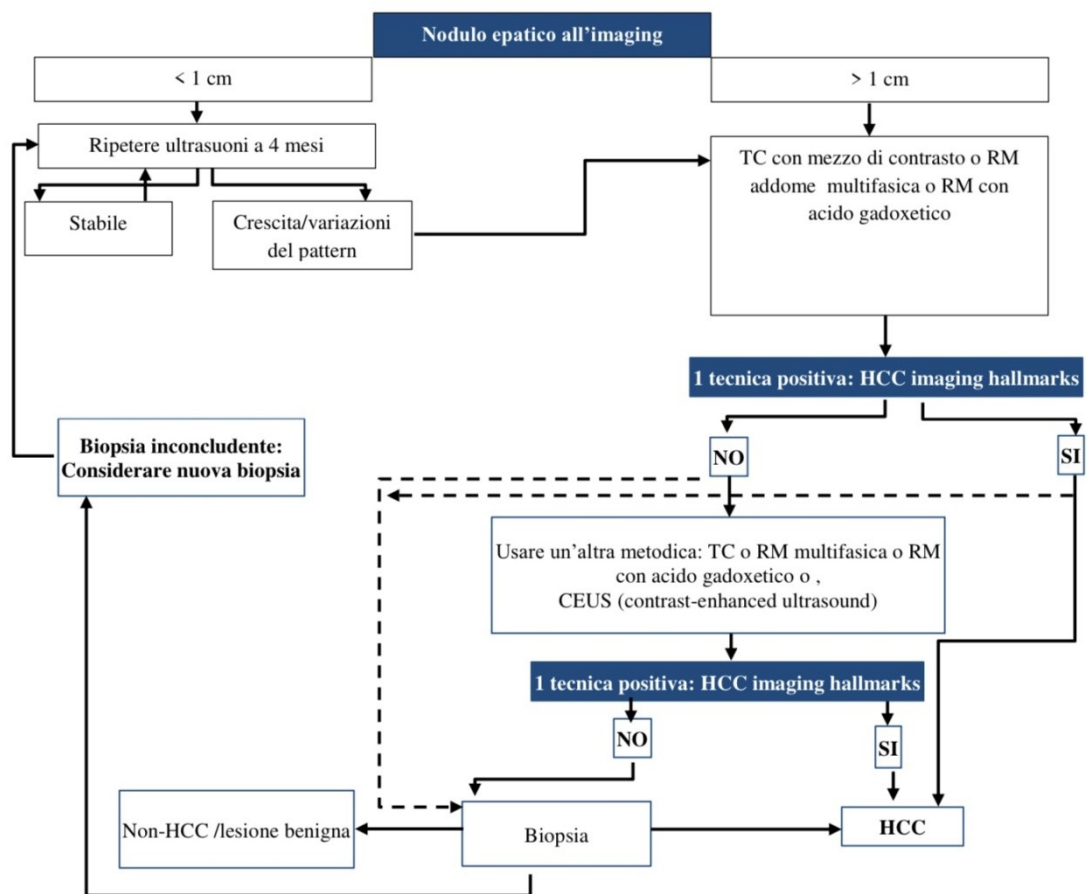 Nodulo epatico all'imaging
< 1 cm
> 1 cm
Ripetere ultrasuoni a 4 mesi
TC con mezzo di contrasto o RM
addome multifasica o RM con
acido gadoxetico
Stabile
Crescita/variazioni
del pattern
1 tecnica positiva: HCC imaging hallmarks
Biopsia inconcludente:
Considerare nuova biopsia
NO
SI
Usare un'altra metodica: TC o RM multifasica o RM
con acido gadoxetico o ,
CEUS (contrast-enhanced ultrasound)
1 tecnica positiva: HCC imaging hallmarks
NO
SI
Non-HCC /lesione benigna
Biopsia
HCC